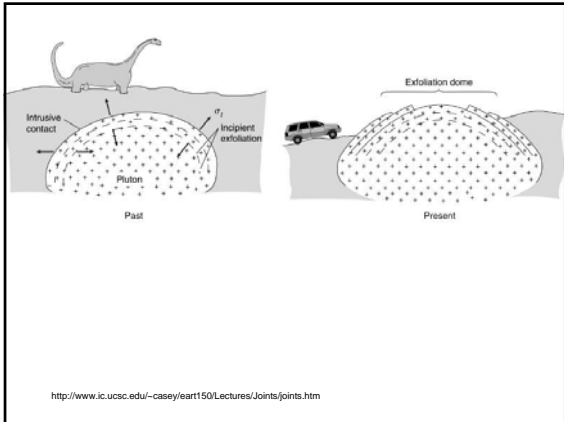 Intrusive
contact
σ1
Incipient
exfoliation
Pluton
Past
Exfoliation dome
Present
http://www.ic.ucsc.edu/~casey/eart150/Lectures/Joints/joints.htm